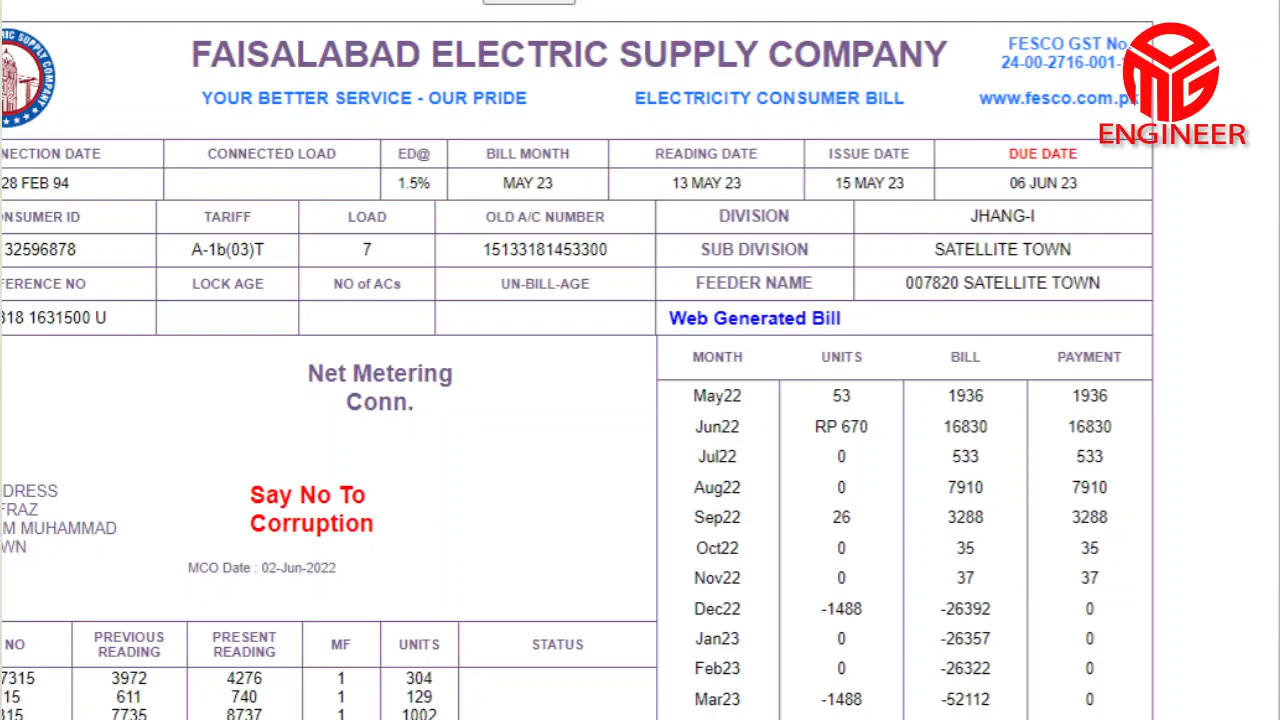 FAISALABAD ELECTRIC SUPPLY COMPANY
FESCO GST No.
24-00-2716-001-
YOUR BETTER SERVICE - OUR PRIDE
ELECTRICITY CONSUMER BILL
www.fesco.com.pk
ENGINEER
NECTION DATE CONNECTED LOAD ED@ BILL MONTH READING DATE ISSUE DATE DUE DATE
28 FEB 94 1.5% MAY 23 13 MAY 23 15 MAY 23 06 JUN 23
ONSUMER ID TARIFF LOAD OLD A/C NUMBER DIVISION JHANG-I
32596878 A-1b(03)T 7 15133181453300 SUB DIVISION SATELLITE TOWN
FERENCE NO LOCK AGE NO of ACs UN-BILL-AGE FEEDER NAME 007820 SATELLITE TOWN
318 1631500 U
Web Generated Bill
Net Metering
Conn.
Say No To
Corruption
DRESS
FRAZ
M MUHAMMAD
WN
MCO Date : 02-Jun-2022
MONTH UNITS BILL PAYMENT
May22 53 1936 1936
Jun22 RP 670 16830 16830
Jul22 0 533 533
Aug22 0 7910 7910
Sep22 26 3288 3288
Oct22 0 35 35
Nov22 0 37 37
Dec22 -1488 -26392 0
Jan23 0 -26357 0
Feb23 0 -26322 0
Mar23 -1488 -52112 0
NO PREVIOUS READING PRESENT READING MF UNITS STATUS
7315 3972 4276 1 304
15 611 740 1 129
315 7735 8737 1 1002